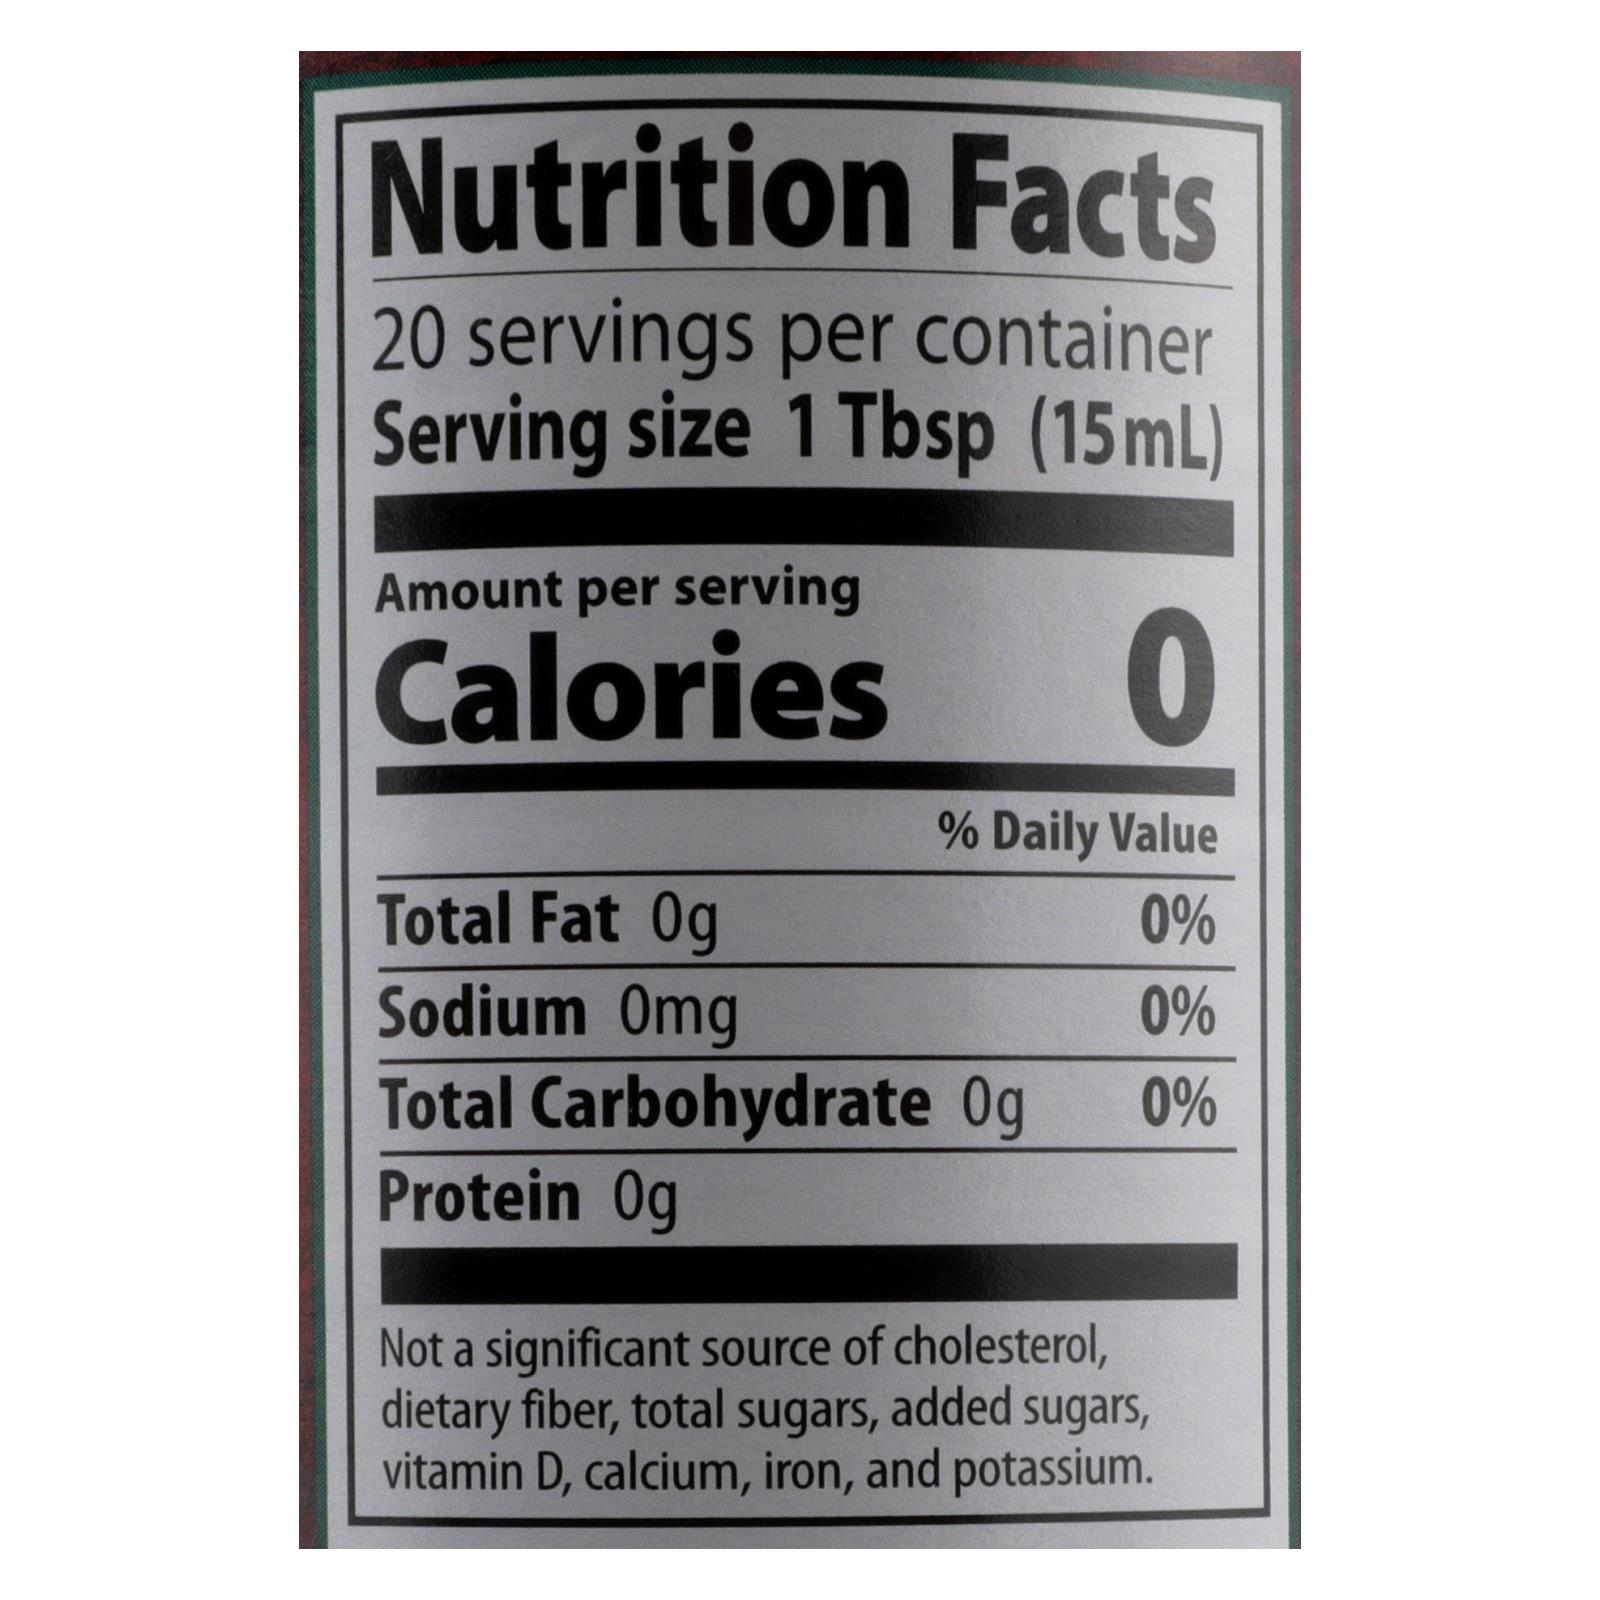 Nutrition Facts
20 servings per container
Serving size 1 Tbsp (15mL)
Amount per serving
Calories 0
% Daily Value
Total Fat 0g 0%
Sodium 0mg 0%
Total Carbohydrate 0g 0%
Protein 0g
Not a significant source of cholesterol,
dietary fiber, total sugars, added sugars,
vitamin D, calcium, iron, and potassium.